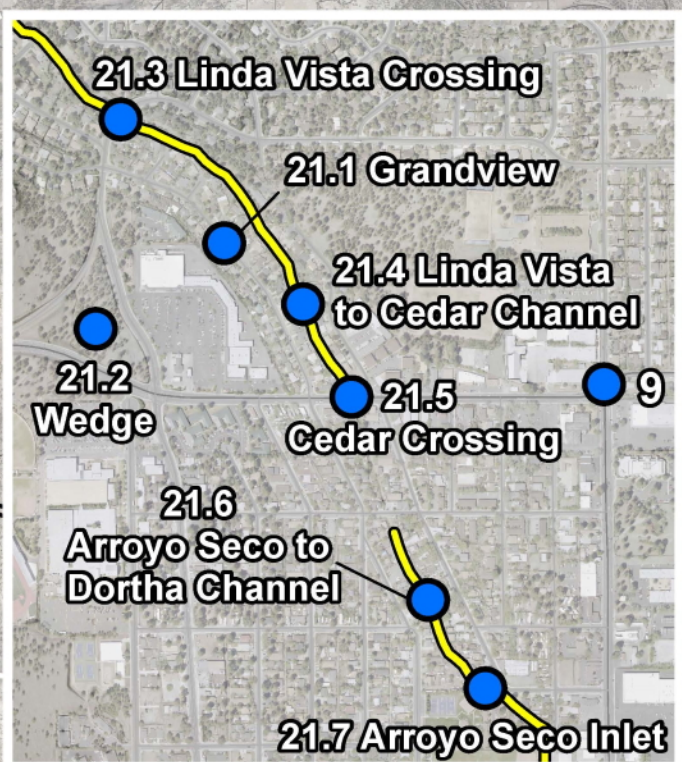 21.3 Linda Vista Crossing
21.1 Grandview
21.4 Linda Vista
to Cedar Channel
21.2
Wedge
21.5
Cedar Crossing
9
21.6
Arroyo Seco to
Dortha Channel
21.7 Arroyo Seco Inlet